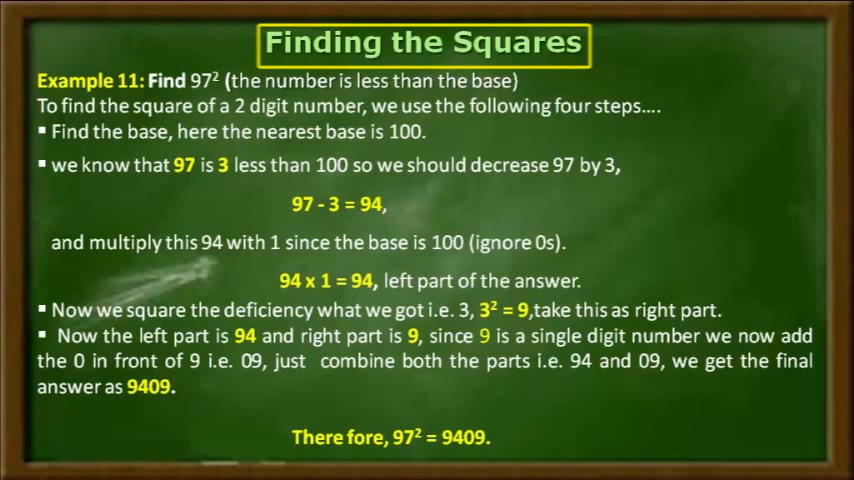 Finding the Squares
Example 11: Find 97² (the number is less than the base)
To find the square of a 2 digit number, we use the following four steps....
▪ Find the base, here the nearest base is 100.
▪ we know that 97 is 3 less than 100 so we should decrease 97 by 3,
97 - 3 = 94,
and multiply this 94 with 1 since the base is 100 (ignore 0s).
94 x 1 = 94, left part of the answer.
▪ Now we square the deficiency what we got i.e. 3, 3² = 9,take this as right part.
▪ Now the left part is 94 and right part is 9, since 9 is a single digit number we now add
the 0 in front of 9 i.e. 09, just combine both the parts i.e. 94 and 09, we get the final
answer as 9409.
There fore, 97² = 9409.